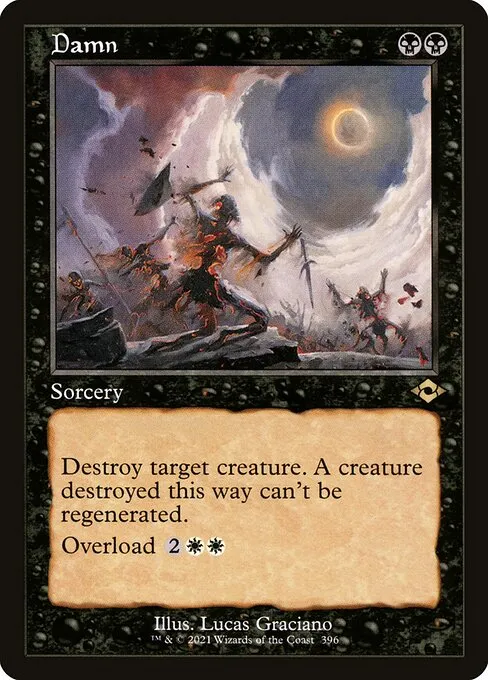 Damn
Sorcery
Destroy target creature. A creature
destroyed this way can't be
regenerated.
Overload 2
Illus. Lucas Graciano
™ & © 2021 Wizards of the Coast 396